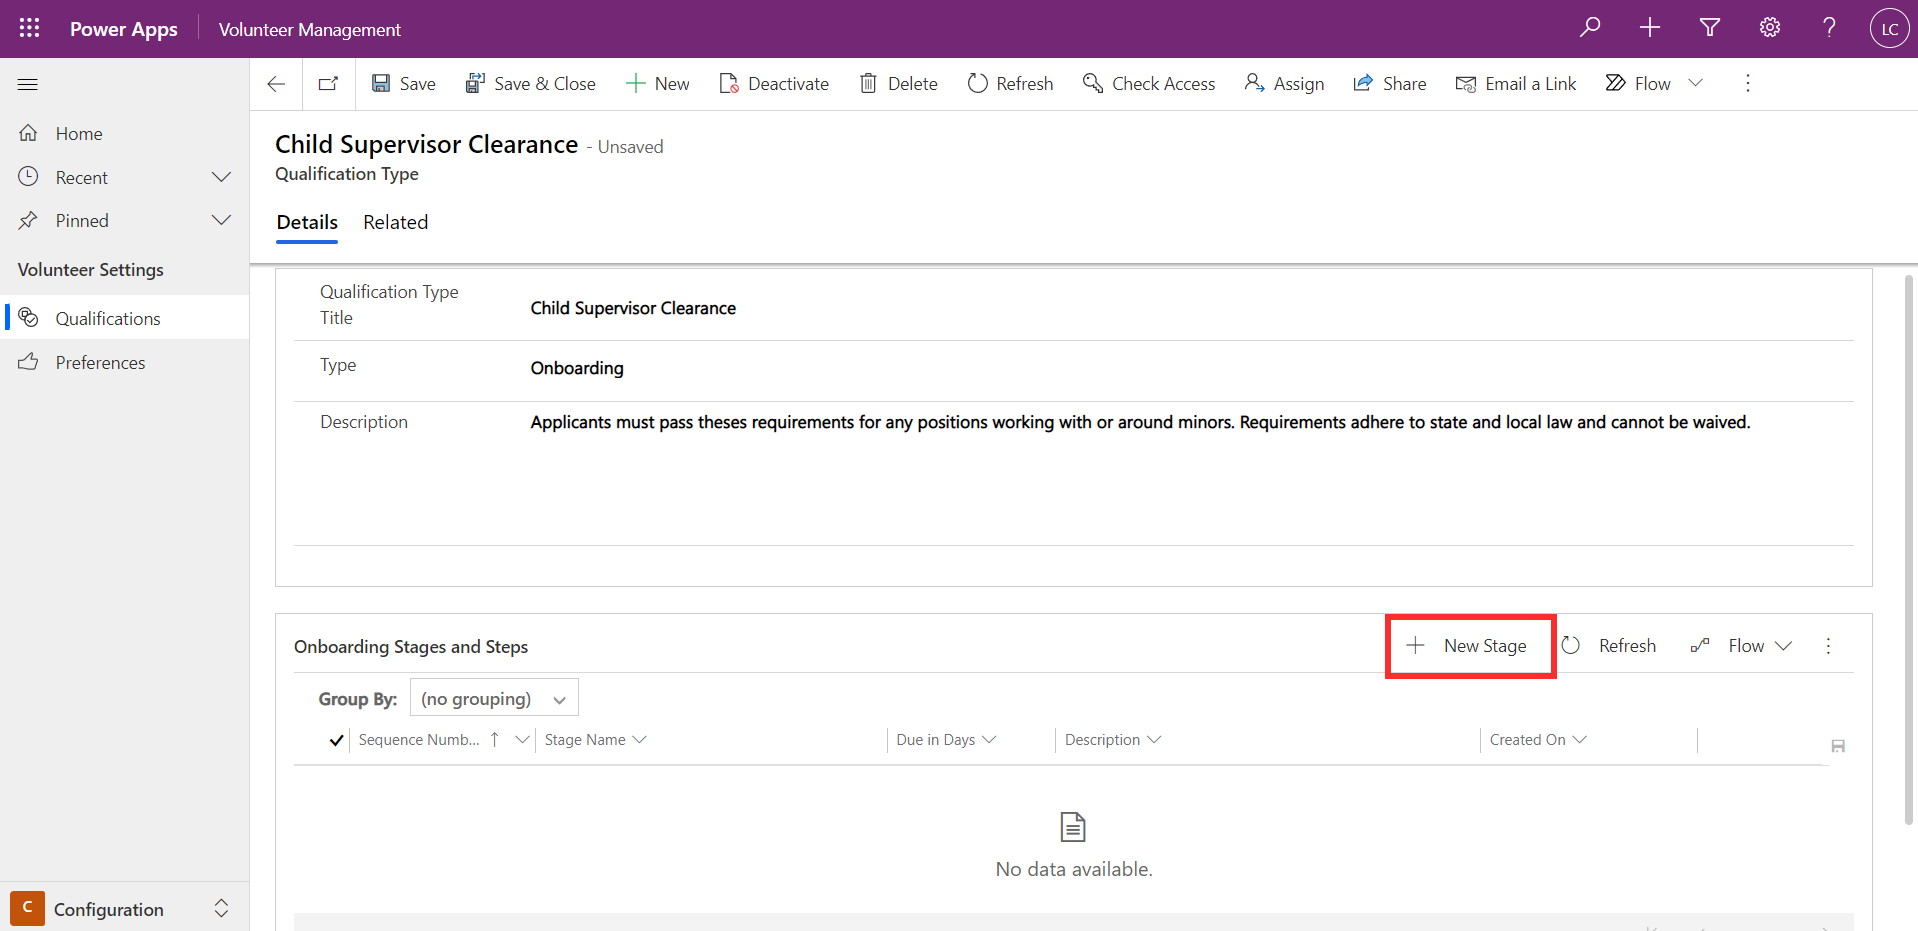 Power Apps
Volunteer Management
LC
Save
Save & Close
New
Deactivate
Delete
Refresh
Check Access
Assign
Share
Email a Link
Flow
Home
Recent
Pinned
Volunteer Settings
Qualifications
Preferences
Child Supervisor Clearance - Unsaved
Qualification Type
Details
Related
Qualification Type
Title
Child Supervisor Clearance
Type
Onboarding
Description
Applicants must pass theses requirements for any positions working with or around minors. Requirements adhere to state and local law and cannot be waived.
Onboarding Stages and Steps
New Stage
Refresh
Flow
Group By:
(no grouping)
Sequence Numb...
Stage Name
Due in Days
Description
Created On
No data available.
C
Configuration